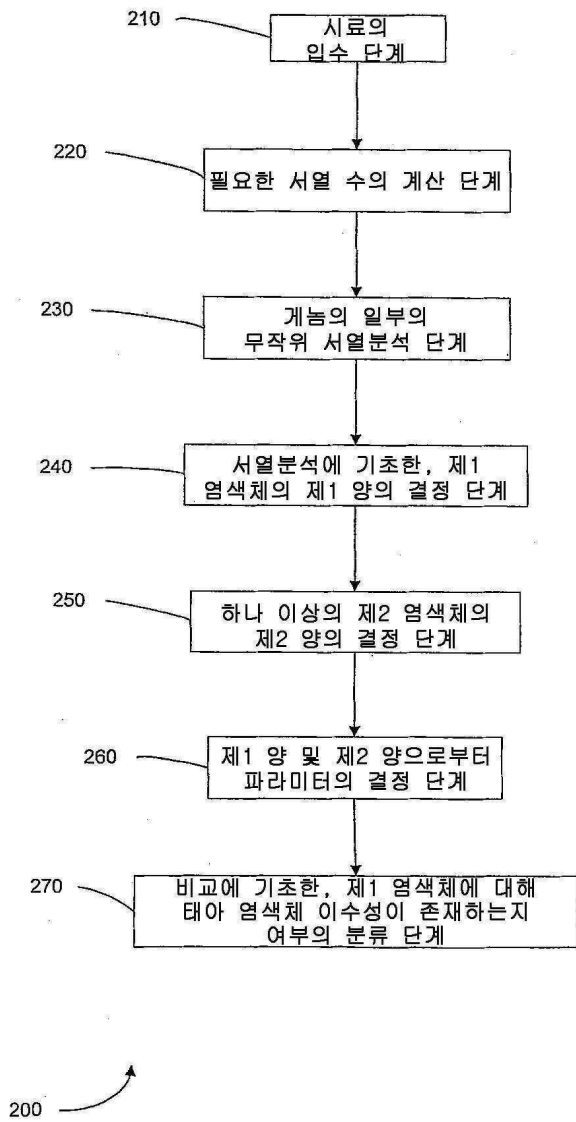 210
시료의
입수 단계
220
필요한 서열 수의 계산 단계
230
게놈의 일부의
무작위 서열분석 단계
240
서열분석에 기초한, 제1
염색체의 제1 양의 결정 단계
250
하나 이상의 제2 염색체의
제2 양의 결정 단계
260
제1 양 및 제2 양으로부터
파라미터의 결정 단계
270
비교에 기초한, 제1 염색체에 대해
태아 염색체 이수성이 존재하는지
여부의 분류 단계
200